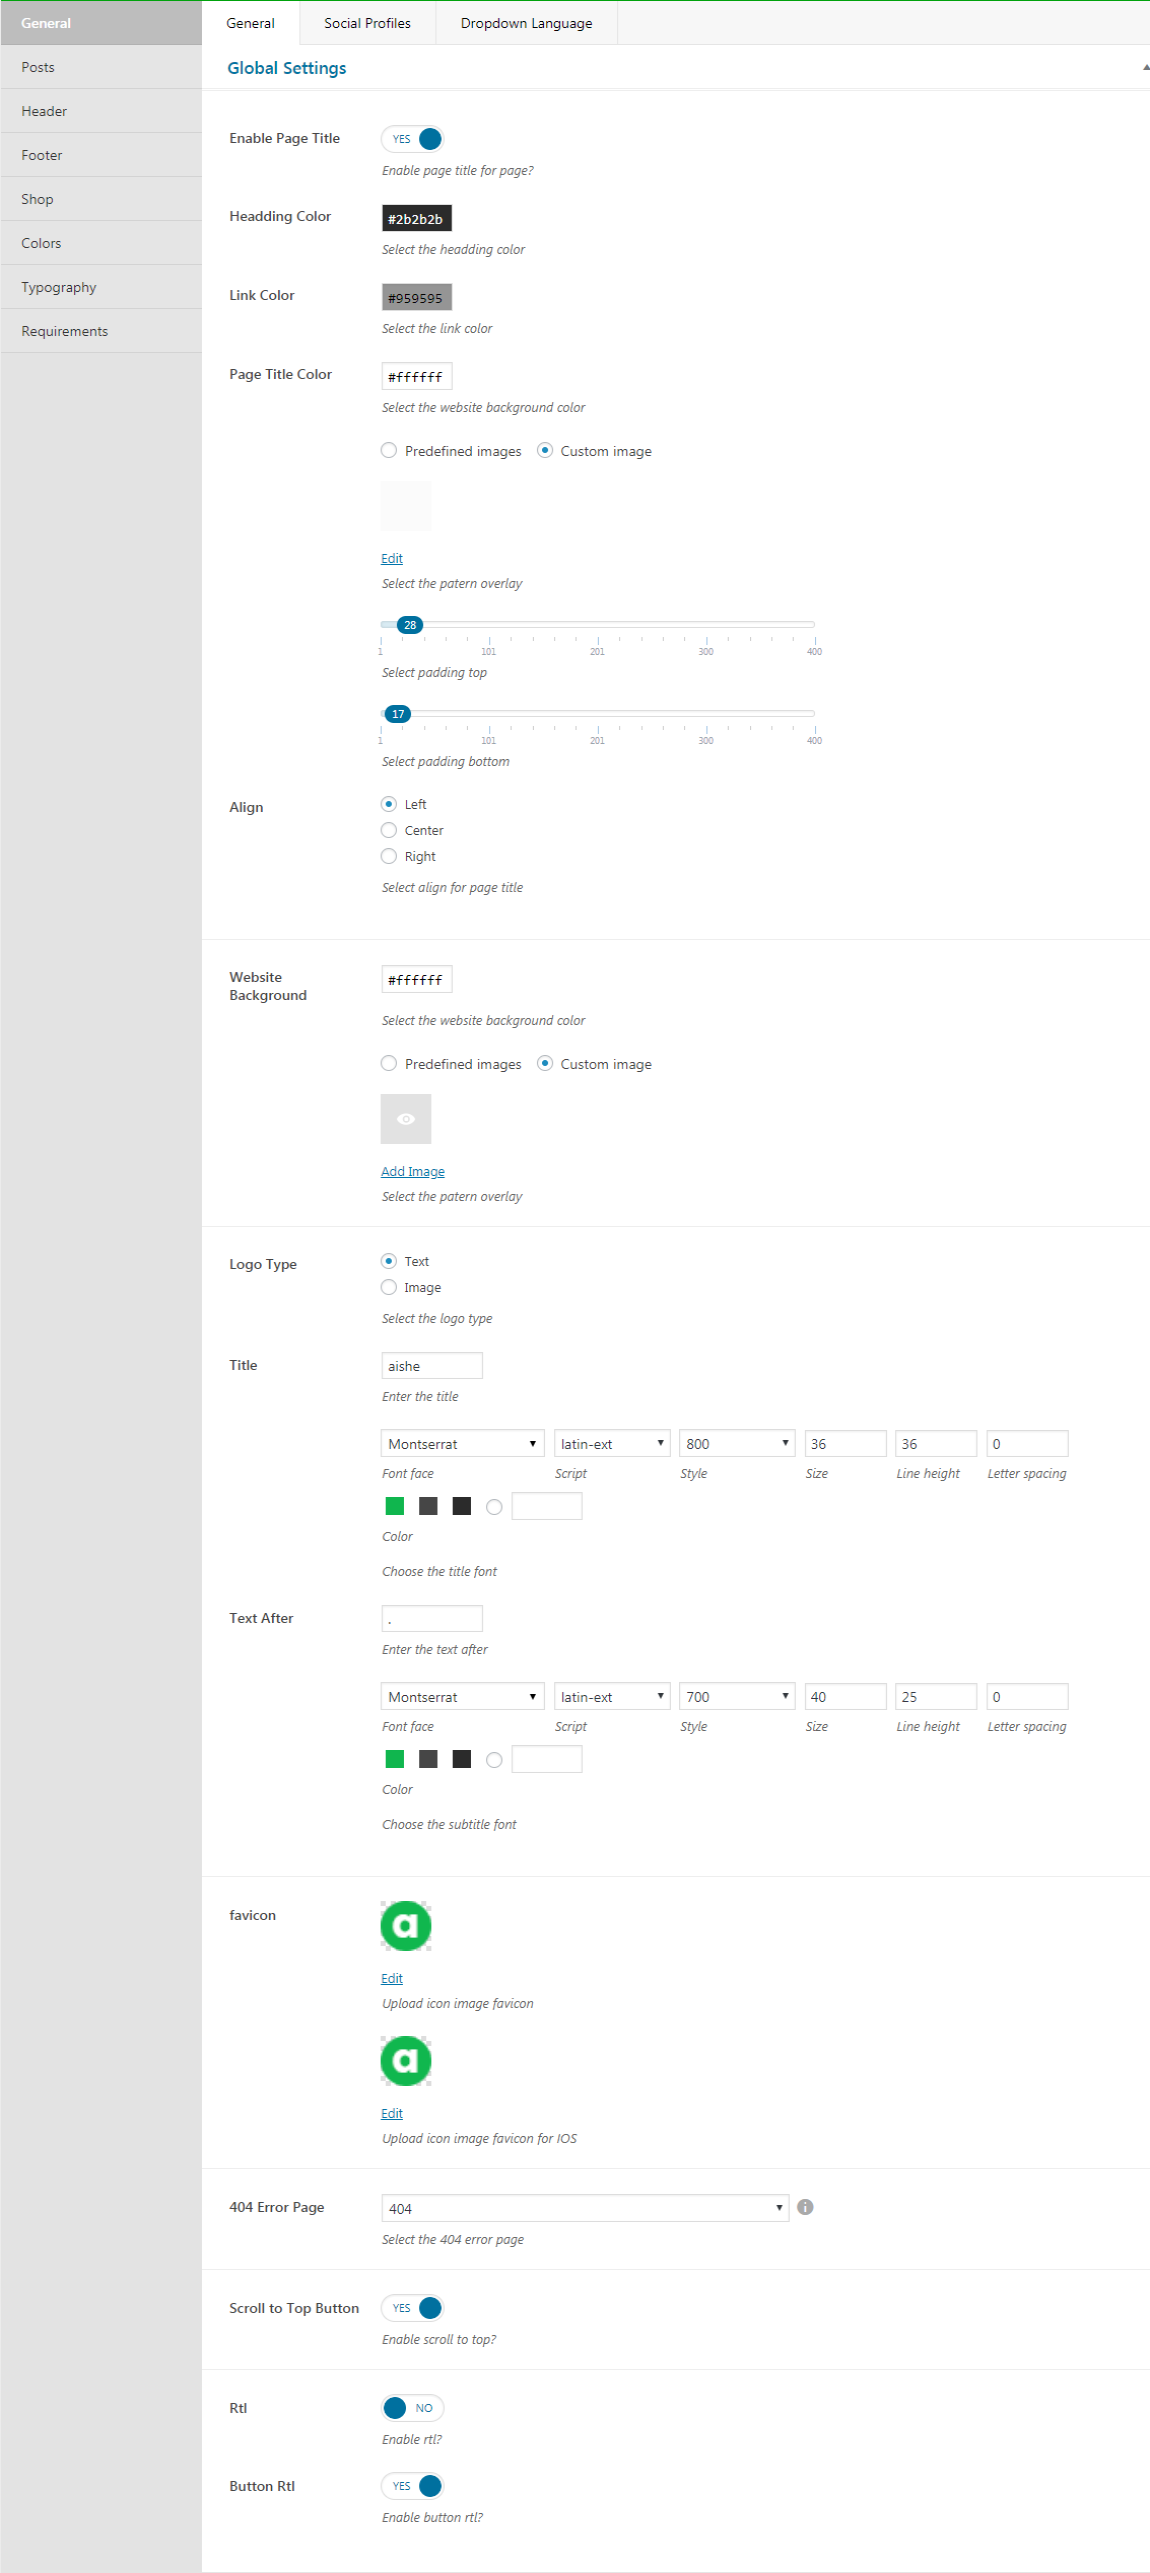 General
Posts
Header
Footer
Shop
Colors
Typography
Requirements
General Social Profiles Dropdown Language
Global Settings
Enable Page Title YES
Enable page title for page?
Headding Color #2b2b2b
Select the headding color
Link Color #959595
Select the link color
Page Title Color #ffffff
Select the website background color
Predefined images Custom image
Edit
Select the patern overlay
28
1 101 201 300 400
Select padding top
17
1 101 201 300 400
Select padding bottom
Align Left
Center
Right
Select align for page title
Website
Background
#ffffff
Select the website background color
Predefined images Custom image
Add Image
Select the patern overlay
Logo Type Text
Image
Select the logo type
Title aishe
Enter the title
Montserrat latin-ext 800 36 36 0
Font face Script Style Size Line height Letter spacing
Color
Choose the title font
Text After .
Enter the text after
Montserrat latin-ext 700 40 25 0
Font face Script Style Size Line height Letter spacing
Color
Choose the subtitle font
favicon a
Edit
Upload icon image favicon
a
Edit
Upload icon image favicon for IOS
404 Error Page 404
Select the 404 error page
Scroll to Top Button YES
Enable scroll to top?
Rtl NO
Enable rtl?
Button Rtl YES
Enable button rtl?